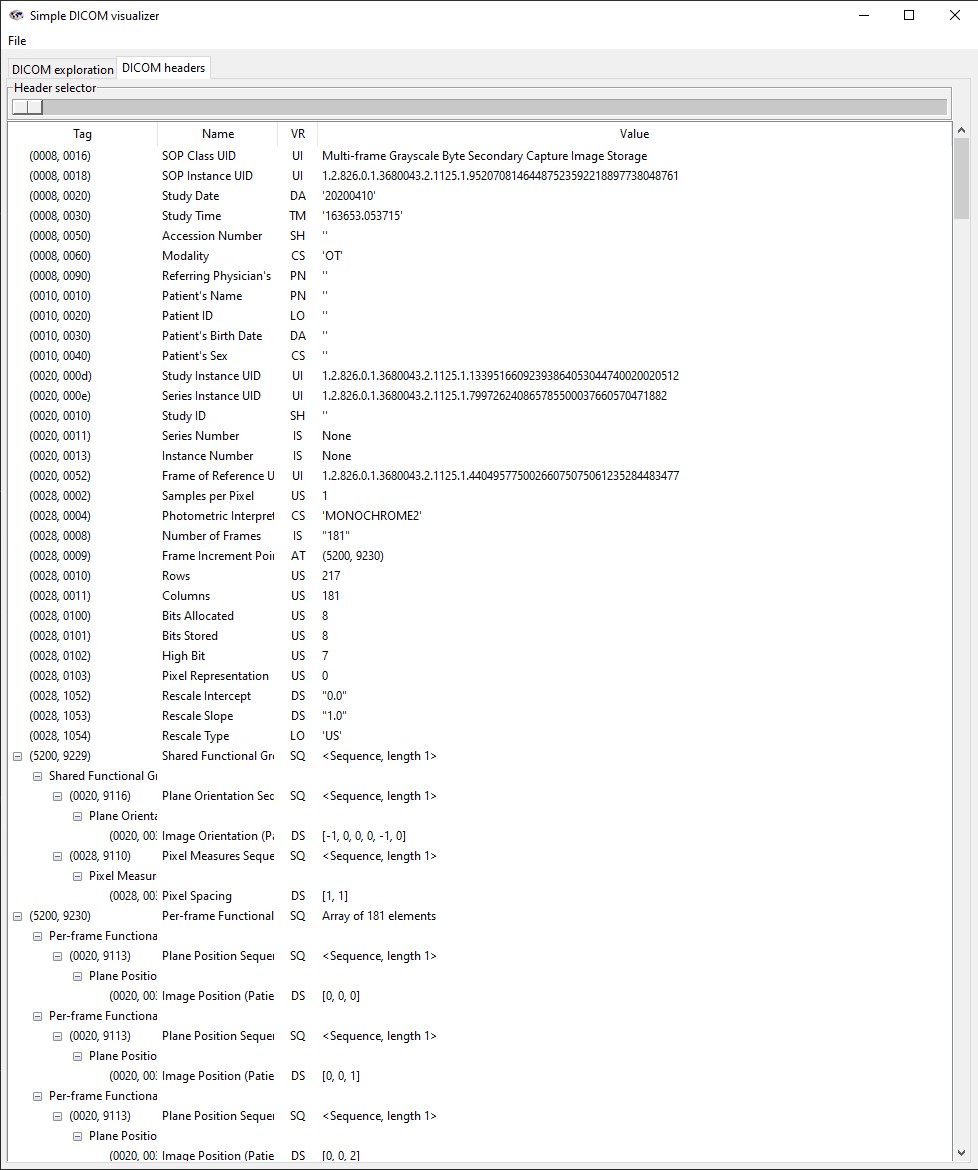 Simple DICOM visualizer
File
DICOM exploration DICOM headers
Header selector
Tag Name VR Value
(0008, 0016) SOP Class UID UI Multi-frame Grayscale Byte Secondary Capture Image Storage
(0008, 0018) SOP Instance UID UI 1.2.826.0.1.3680043.2.1125.1.95207081464487523592218897738048761
(0008, 0020) Study Date DA '20200410'
(0008, 0030) Study Time TM '163653.053715'
(0008, 0050) Accession Number SH ''
(0008, 0060) Modality CS 'OT'
(0008, 0090) Referring Physician's PN ''
(0010, 0010) Patient's Name PN ''
(0010, 0020) Patient ID LO ''
(0010, 0030) Patient's Birth Date DA ''
(0010, 0040) Patient's Sex CS ''
(0020, 000d) Study Instance UID UI 1.2.826.0.1.3680043.2.1125.1.13395166092393864053044740020020512
(0020, 000e) Series Instance UID UI 1.2.826.0.1.3680043.2.1125.1.79972624086578550003766057047188​2
(0020, 0010) Study ID SH ''
(0020, 0011) Series Number IS None
(0020, 0013) Instance Number IS None
(0020, 0052) Frame of Reference U UI 1.2.826.0.1.3680043.2.1125.1.44049577500266075075061235284483477
(0028, 0002) Samples per Pixel US 1
(0028, 0004) Photometric Interpret CS 'MONOCHROME2'
(0028, 0008) Number of Frames IS "181"
(0028, 0009) Frame Increment Poi AT (5200, 9230)
(0028, 0010) Rows US 217
(0028, 0011) Columns US 181
(0028, 0100) Bits Allocated US 8
(0028, 0101) Bits Stored US 8
(0028, 0102) High Bit US 7
(0028, 0103) Pixel Representation US 0
(0028, 1052) Rescale Intercept DS "0.0"
(0028, 1053) Rescale Slope DS "1.0"
(0028, 1054) Rescale Type LO 'US'
(5200, 9229) Shared Functional Gr SQ <Sequence, length 1>
Shared Functional Gr
(0020, 9116) Plane Orientation Sec SQ <Sequence, length 1>
Plane Orienta
(0020, 00 Image Orientation (Pa DS [-1, 0, 0, 0, -1, 0]
(0028, 9110) Pixel Measures Seque SQ <Sequence, length 1>
Pixel Measur
(0028, 00 Pixel Spacing DS [1, 1]
(5200, 9230) Per-frame Functional SQ Array of 181 elements
Per-frame Functiona
(0020, 9113) Plane Position Sequer SQ <Sequence, length 1>
Plane Positio
(0020, 00 Image Position (Patie DS [0, 0, 0]
Per-frame Functiona
(0020, 9113) Plane Position Sequer SQ <Sequence, length 1>
Plane Positio
(0020, 00 Image Position (Patie DS [0, 0, 1]
Per-frame Functiona
(0020, 9113) Plane Position Sequer SQ <Sequence, length 1>
Plane Positio
(0020, 00 Image Position (Patie DS [0, 0, 2]